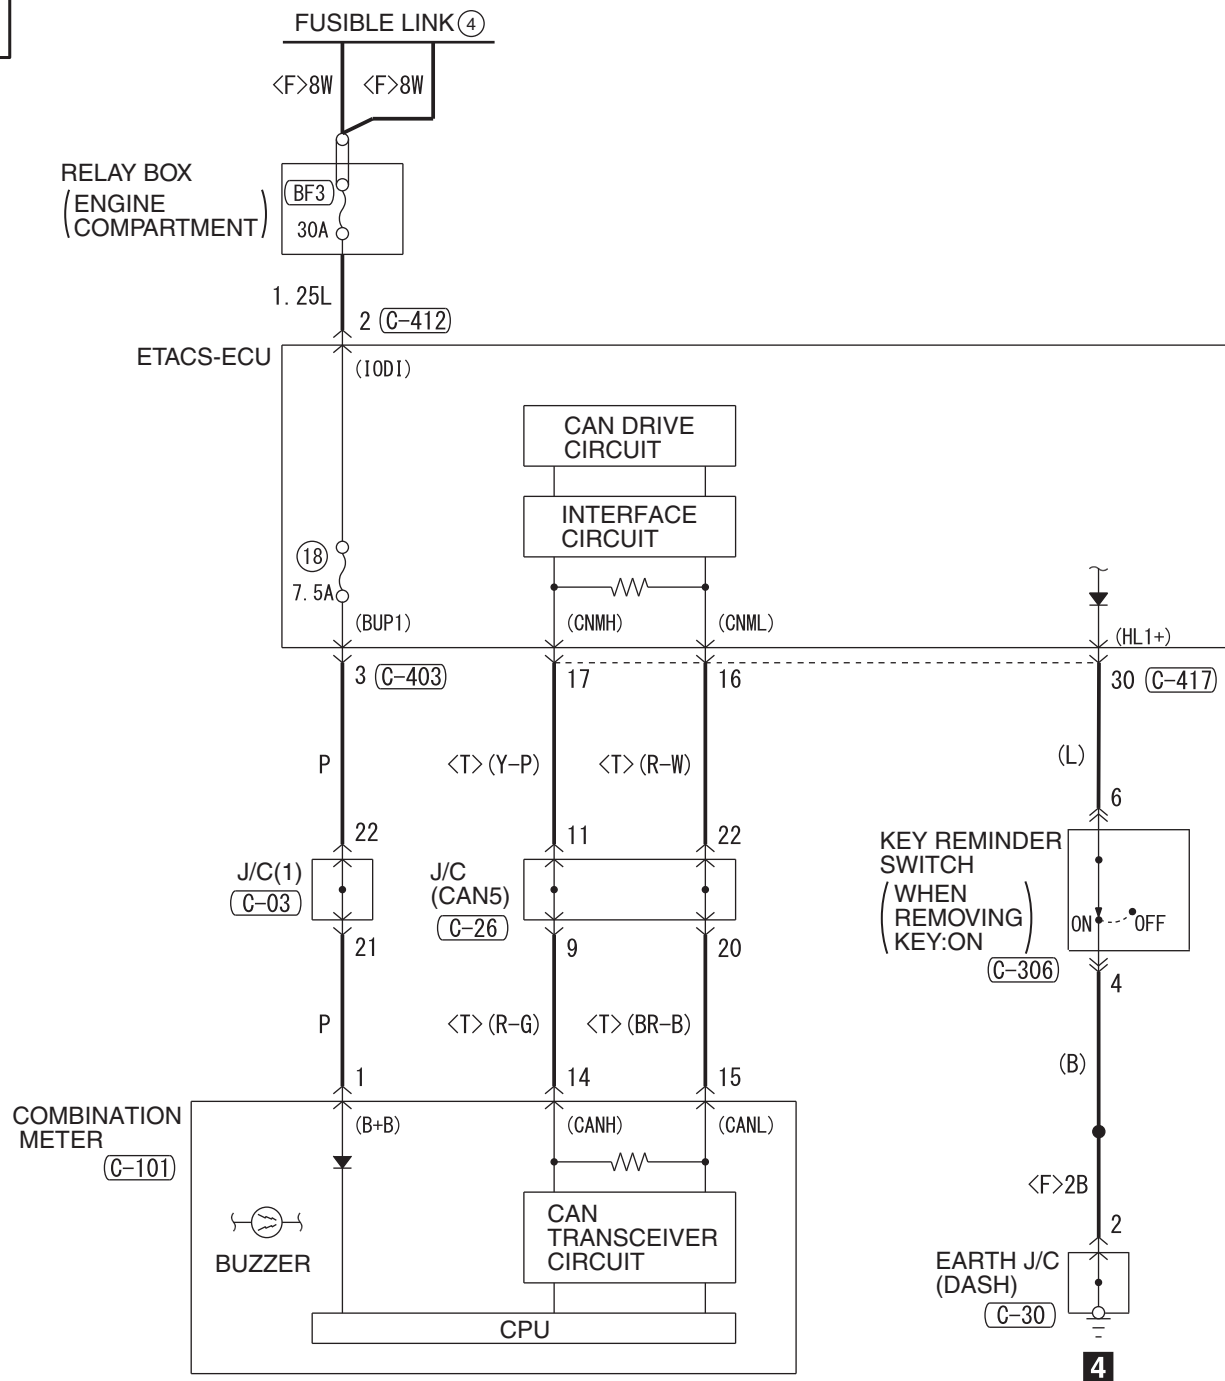 FUSIBLE LINK 4
<F>8W <F>8W
RELAY BOX
(ENGINE
COMPARTMENT)
BF3
30A
1.25L
2 C-412
ETACS-ECU
(IODI)
CAN DRIVE
CIRCUIT
INTERFACE
CIRCUIT
18
7.5A
(BUP1) (CNMH) (CNML) (HL1+)
3 C-403 17 16 30 C-417
P <T>(Y-P) <T>(R-W) (L)
6
22 11 22
KEY REMINDER
SWITCH
(WHEN
REMOVING
KEY:ON)
ON OFF
C-306
4
J/C(1)
C-03
J/C
(CAN5)
C-26
21 9 20
P <T>(R-G) <T>(BR-B) (B)
1 14 15
COMBINATION
METER
C-101
(B+B) (CANH) (CANL)
BUZZER
CAN
TRANSCEIVER
CIRCUIT
CPU
<F>2B
2
EARTH J/C
(DASH)
C-30
4